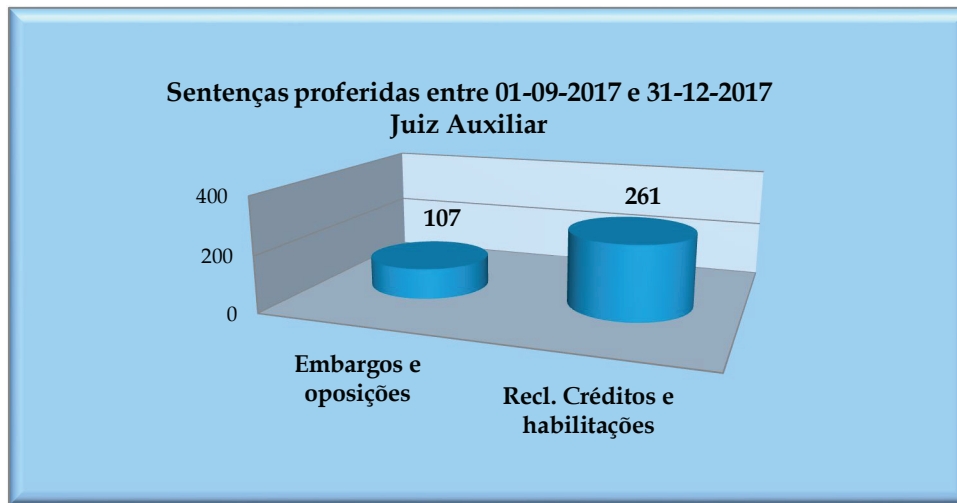 Sentenças proferidas entre 01-09-2017 e 31-12-2017
Juiz Auxiliar
400
200
0
107
261
Embargos e
oposições
Recl. Créditos e
habilitações